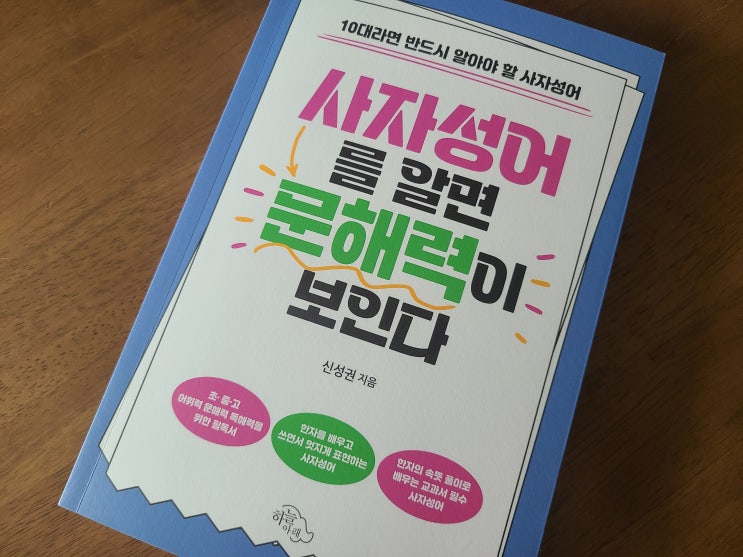 10대라면 반드시 알아야 할 사자성어
사자성어
를 알면
문해력이
보인다
신성권 지음
초·중·고
어휘력 문해력 독해력을
위한 필독서
한자를 배우고
쓰면서 멋지게 표현하는
사자성어
한자의 속뜻 풀이로
배우는 교과서 필수
사자성어
하늘
아래